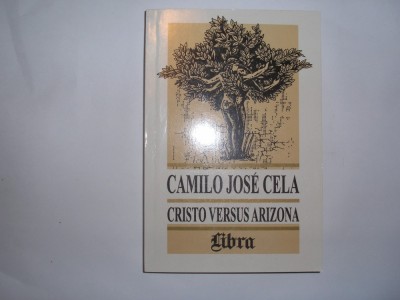 CAMILO JOSÉ CELA
CRISTO VERSUS ARIZONA
Libra